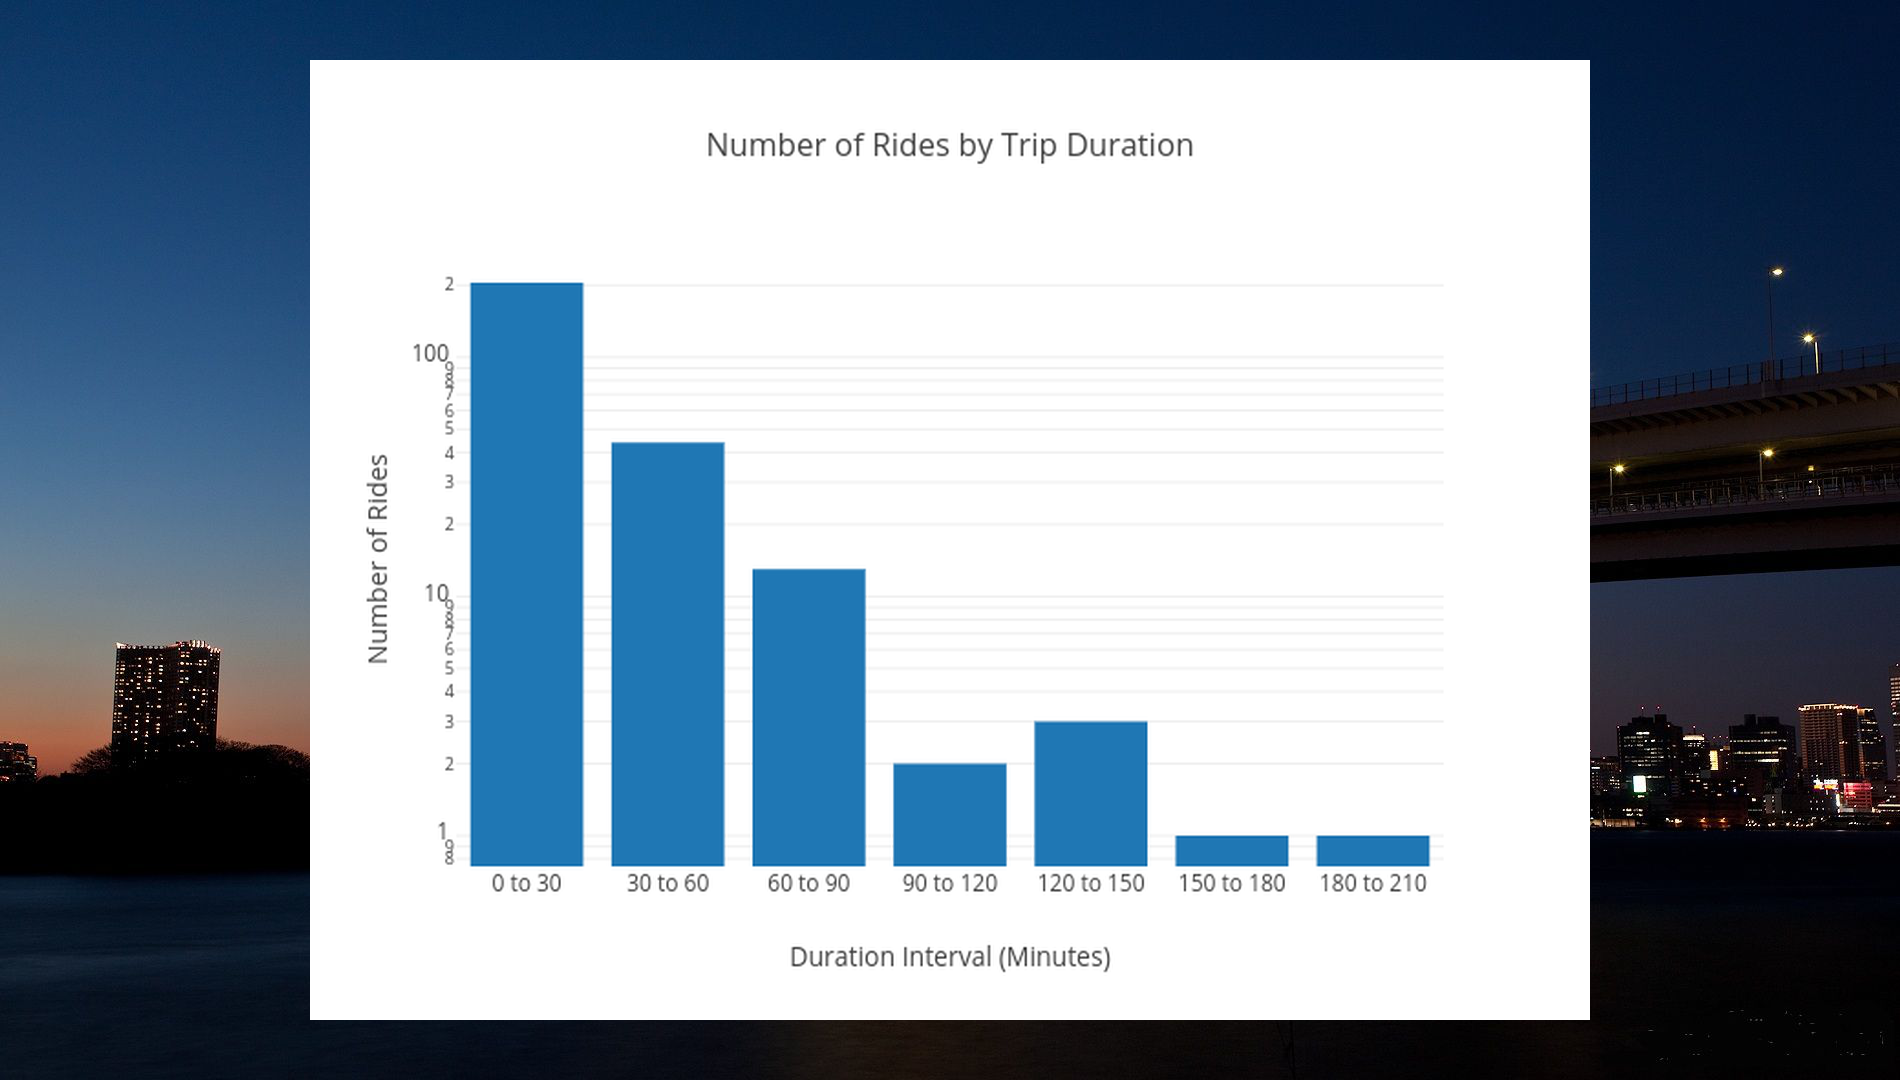 Number of Rides by Trip Duration
Number of Rides
2
100
9
8
7
6
5
4
3
2
10
9
8
7
6
5
4
3
2
1
9
8
0 to 30
30 to 60
60 to 90
90 to 120
120 to 150
150 to 180
180 to 210
Duration Interval (Minutes)